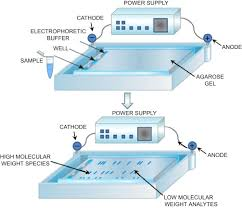 POWER SUPPLY
CATHODE
ELECTROPHORETIC
BUFFER
WELL
SAMPLE
ANODE
AGAROSE
GEL
POWER SUPPLY
CATHODE
ANODE
HIGH MOLECULAR
WEIGHT SPECIES
LOW MOLECULAR
WEIGHT ANALYTES